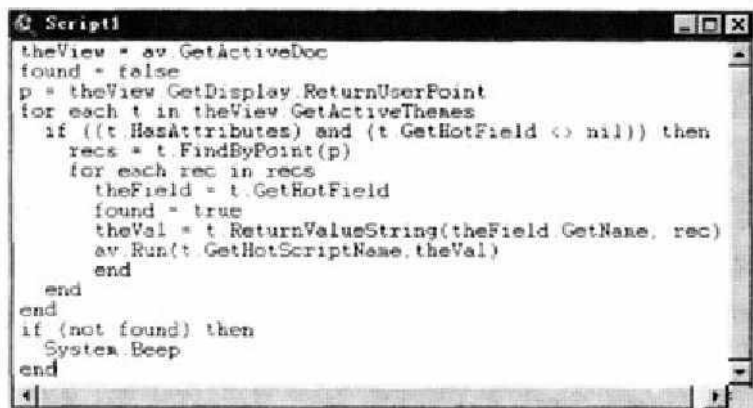 Script1
theView = av.GetActiveDoc
found = false
p = theView.GetDisplay.ReturnUserPoint
for each t in theView.GetActiveThemes
if ((t.HasAttributes) and (t.GetHotField <> nil)) then
recs = t.FindByPoint(p)
for each rec in recs
theField = t.GetHotField
found = true
theVal = t.ReturnValueString(theField.GetName, rec)
av.Run(t.GetHotScriptName,theVal)
end
end
end
if (not found) then
System.Beep
end